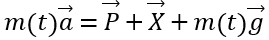 m(t)a⃗ = P⃗ + X⃗ + m(t)g⃗